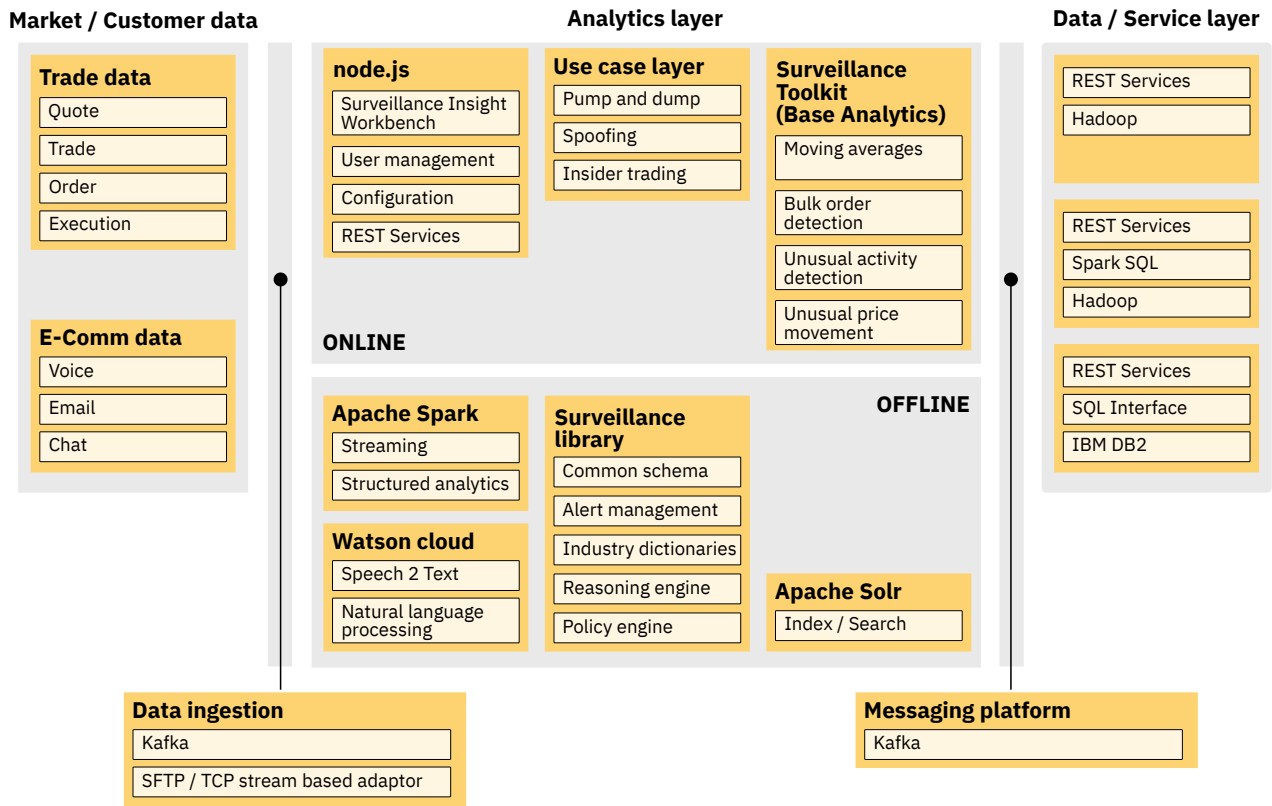 Market / Customer data
Analytics layer
Data / Service layer
Trade data
Quote
Trade
Order
Execution
E-Comm data
Voice
Email
Chat
node.js
Surveillance Insight
Workbench
User management
Configuration
REST Services
Use case layer
Pump and dump
Spoofing
Insider trading
Surveillance
Toolkit
(Base Analytics)
Moving averages
Bulk order
detection
Unusual activity
detection
Unusual price
movement
ONLINE
OFFLINE
Apache Spark
Streaming
Structured analytics
Watson cloud
Speech 2 Text
Natural language
processing
Surveillance
library
Common schema
Alert management
Industry dictionaries
Reasoning engine
Policy engine
Apache Solr
Index / Search
REST Services
Hadoop
REST Services
Spark SQL
Hadoop
REST Services
SQL Interface
IBM DB2
Data ingestion
Kafka
SFTP / TCP stream based adaptor
Messaging platform
Kafka